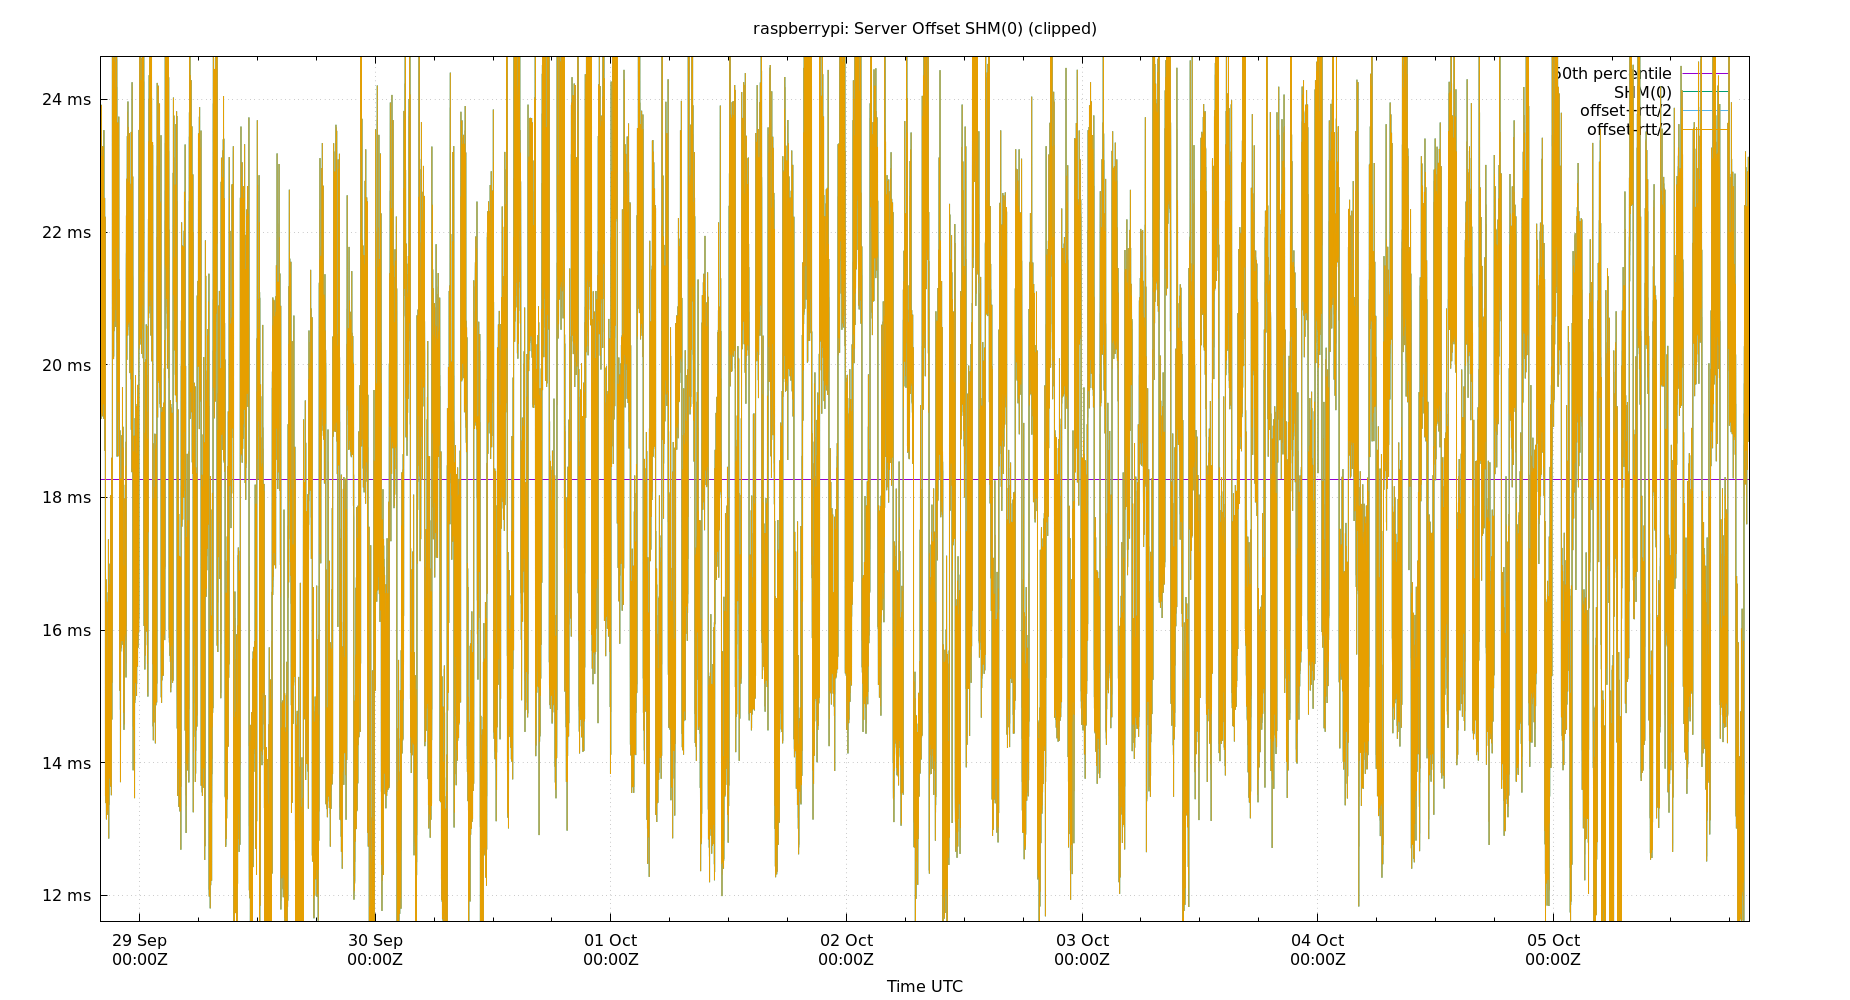 raspberrypi: Server Offset SHM(0) (clipped)
50th percentile
SHM(0)
offset-rtt/2
offset-rtt/2
24 ms
22 ms
20 ms
18 ms
16 ms
14 ms
12 ms
29 Sep 30 Sep 01 Oct 02 Oct 03 Oct 04 Oct 05 Oct
00:00Z 00:00Z 00:00Z 00:00Z 00:00Z 00:00Z 00:00Z
Time UTC